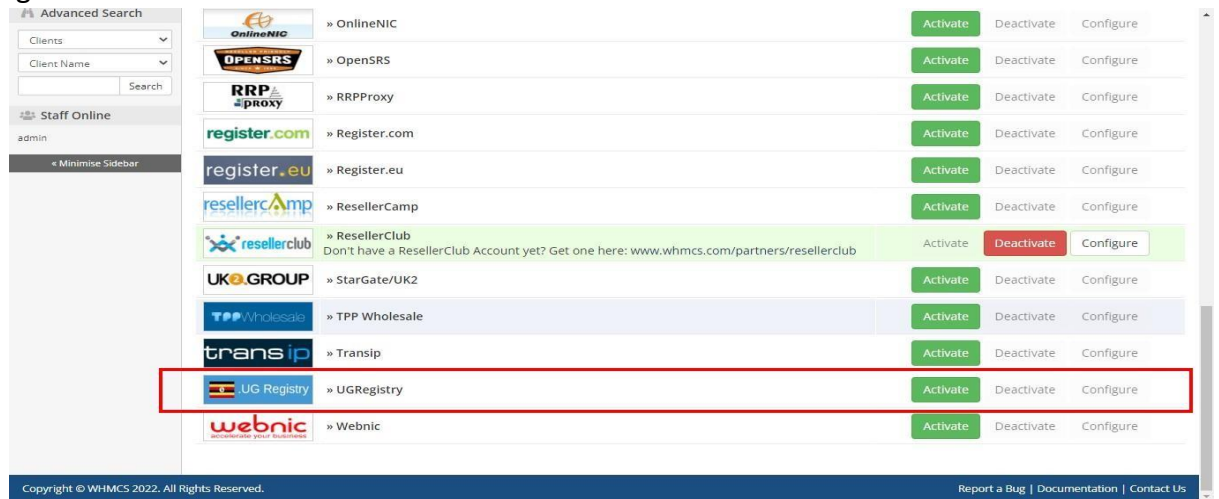 Advanced Search
Clients
Client Name
Search
Staff Online
admin
« Minimise Sidebar
OnlineNIC
» OnlineNIC
Activate Deactivate Configure
OPENSRS
» OpenSRS
Activate Deactivate Configure
RRP
proxy
» RRPProxy
Activate Deactivate Configure
register.com
» Register.com
Activate Deactivate Configure
register.eu
» Register.eu
Activate Deactivate Configure
resellercamp
» ResellerCamp
Activate Deactivate Configure
resellerclub
» ResellerClub
Don't have a ResellerClub Account yet? Get one here: www.whmcs.com/partners/resellerclub
Activate Deactivate Configure
UK2.GROUP
» StarGate/UK2
Activate Deactivate Configure
TPPWholesale
» TPP Wholesale
Activate Deactivate Configure
transip
» Transip
Activate Deactivate Configure
.UG Registry
» UGRegistry
Activate Deactivate Configure
webnic
accelerate your business
» Webnic
Activate Deactivate Configure
Copyright © WHMCS 2022. All Rights Reserved.
Report a Bug | Documentation | Contact Us